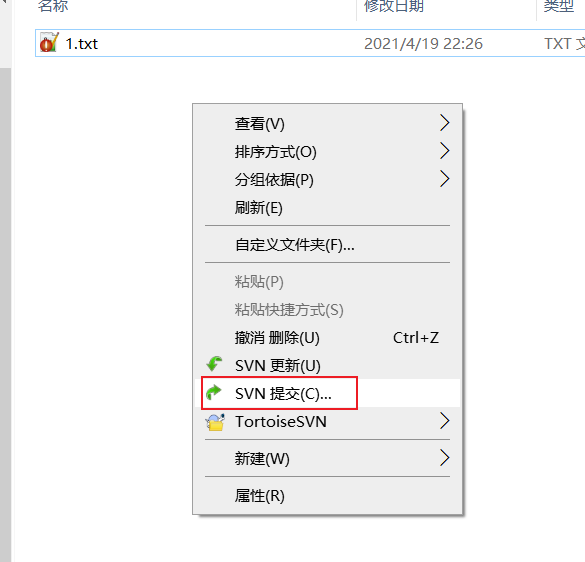 名称 修改日期 类型
1.txt 2021/4/19 22:26 TXT 文
查看(V)
排序方式(O)
分组依据(P)
刷新(E)
自定义文件夹(F)...
粘贴(P)
粘贴快捷方式(S)
撤消 删除(U) Ctrl+Z
SVN 更新(U)
SVN 提交(C)...
TortoiseSVN
新建(W)
属性(R)